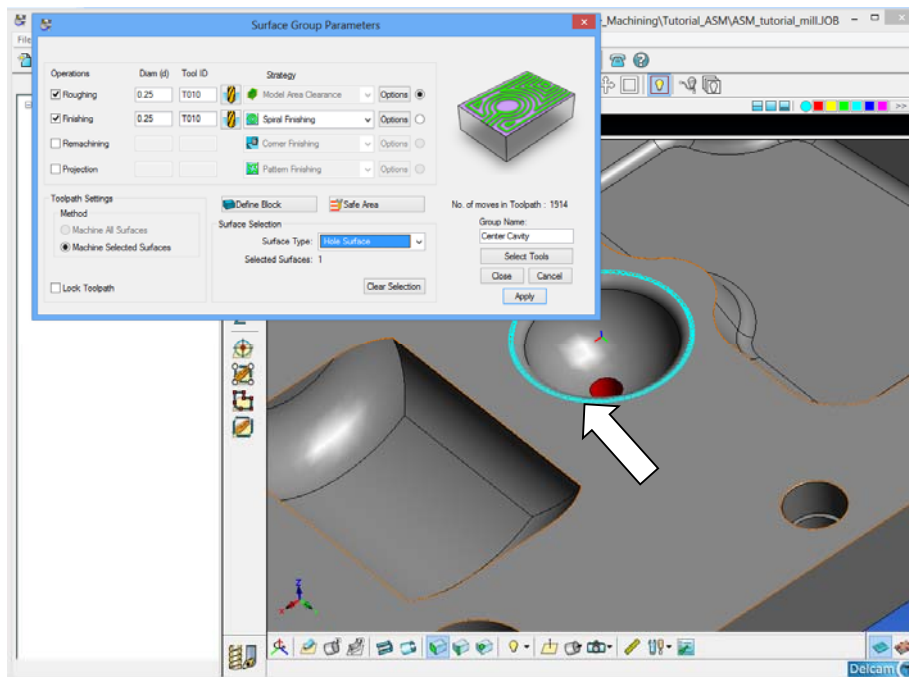 Surface Group Parameters
_Machining\Tutorial_ASM\ASM_tutorial_mill.JOB
File
Operations Diam (d) Tool ID Strategy
Roughing 0.25 T010 Model Area Clearance Options
Finishing 0.25 T010 Spiral Finishing Options
Remachining Corner Finishing Options
Projection Pattern Finishing Options
Toolpath Settings
Method
Machine All Surfaces
Machine Selected Surfaces
Lock Toolpath
Define Block Safe Area
Surface Selection
Surface Type: Hole Surface
Selected Surfaces: 1
Clear Selection
No. of moves in Toolpath : 1914
Group Name:
Center Cavity
Select Tools
Close Cancel
Apply
>>
Z
Delcam